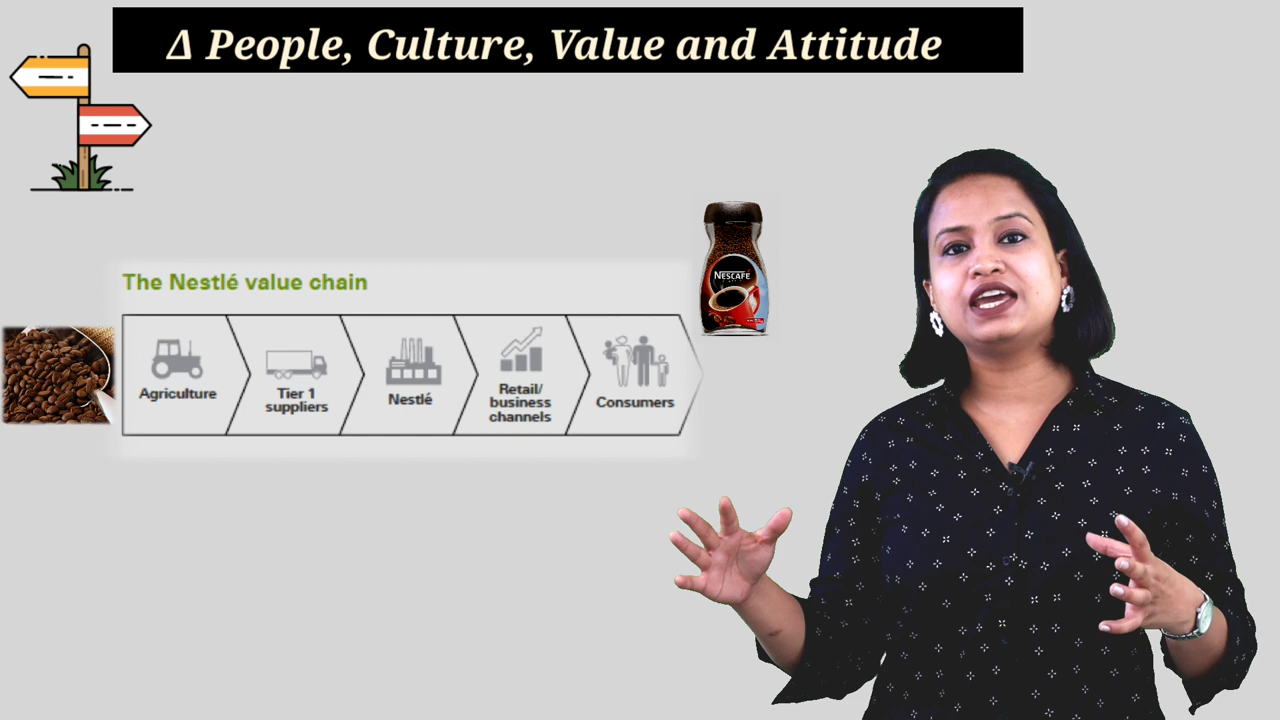 Δ People, Culture, Value and Attitude
The Nestlé value chain
Agriculture
Tier 1
suppliers
Nestlé
Retail/
business
channels
Consumers
NESCAFÉ